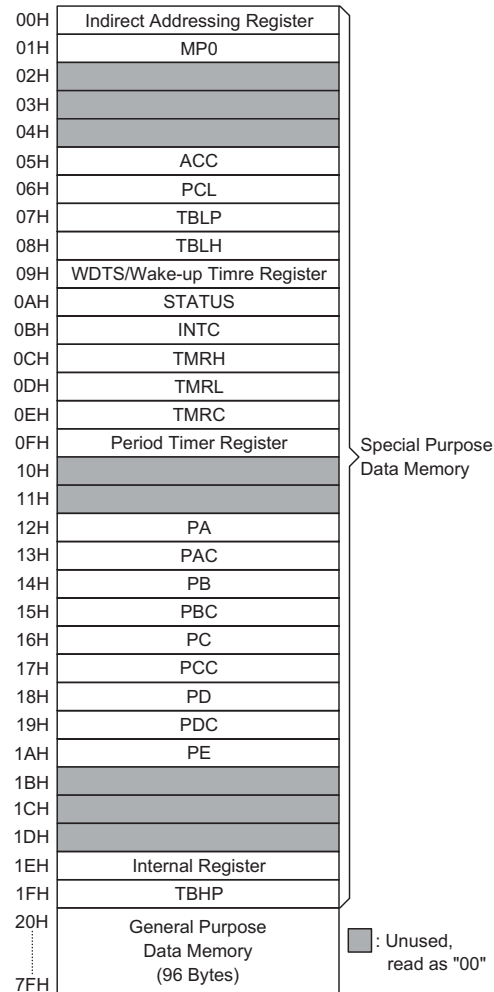 00H Indirect Addressing Register
01H MP0
02H
03H
04H
05H ACC
06H PCL
07H TBLP
08H TBLH
09H WDTS/Wake-up Timre Register
0AH STATUS
0BH INTC
0CH TMRH
0DH TMRL
0EH TMRC
0FH Period Timer Register
Special Purpose
Data Memory
10H
11H
12H PA
13H PAC
14H PB
15H PBC
16H PC
17H PCC
18H PD
19H PDC
1AH PE
1BH
1CH
1DH
1EH Internal Register
1FH TBHP
20H General Purpose
Data Memory
(96 Bytes)
7FH
: Unused,
read as "00"